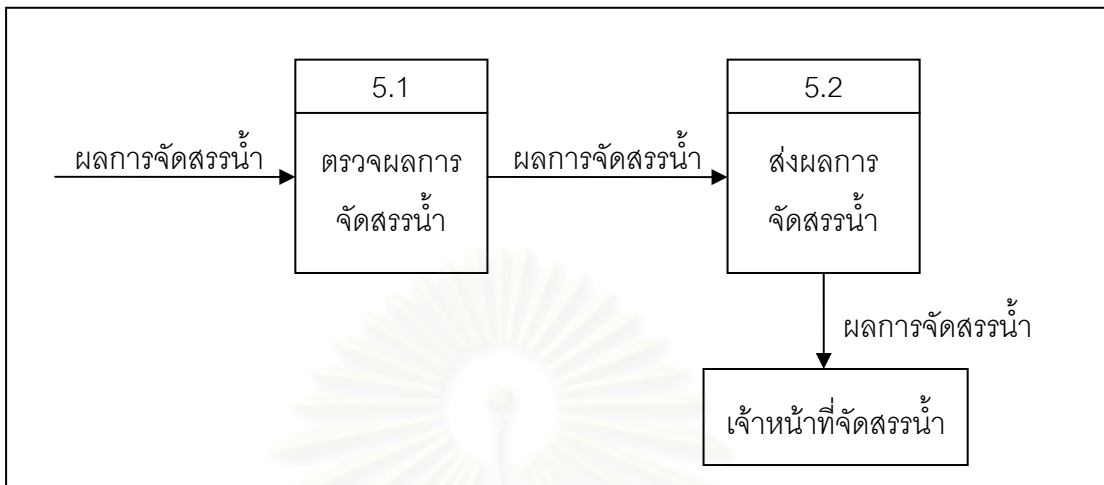 5.1
5.2
ผลการจัดสรรน้ำ
ตรวจผลการ
จัดสรรน้ำ
ผลการจัดสรรน้ำ
ส่งผลการ
จัดสรรน้ำ
ผลการจัดสรรน้ำ
เจ้าหน้าที่จัดสรรน้ำ